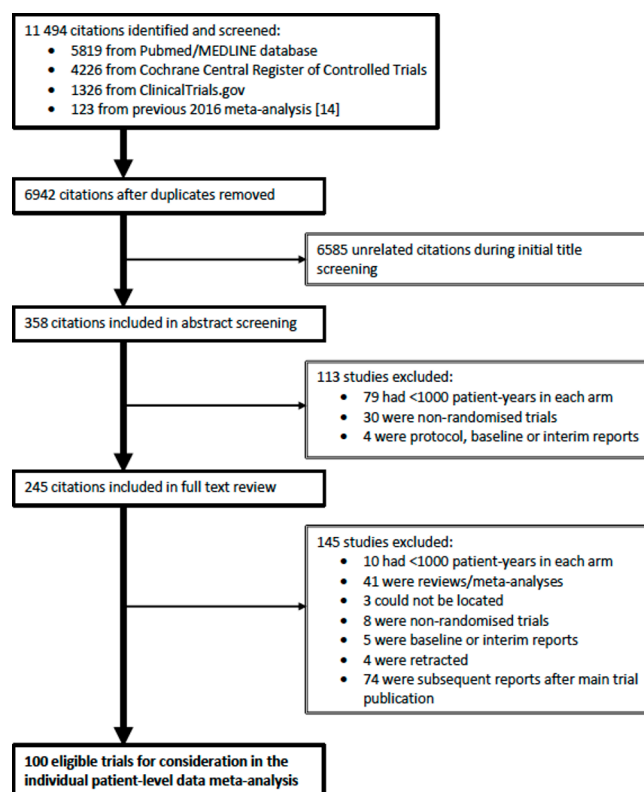 11 494 citations identified and screened:
• 5819 from Pubmed/MEDLINE database
• 4226 from Cochrane Central Register of Controlled Trials
• 1326 from ClinicalTrials.gov
• 123 from previous 2016 meta-analysis [14]
6942 citations after duplicates removed
6585 unrelated citations during initial title
screening
358 citations included in abstract screening
113 studies excluded:
• 79 had <1000 patient-years in each arm
• 30 were non-randomised trials
• 4 were protocol, baseline or interim reports
245 citations included in full text review
145 studies excluded:
• 10 had <1000 patient-years in each arm
• 41 were reviews/meta-analyses
• 3 could not be located
• 8 were non-randomised trials
• 5 were baseline or interim reports
• 4 were retracted
• 74 were subsequent reports after main trial
publication
100 eligible trials for consideration in the
individual patient-level data meta-analysis